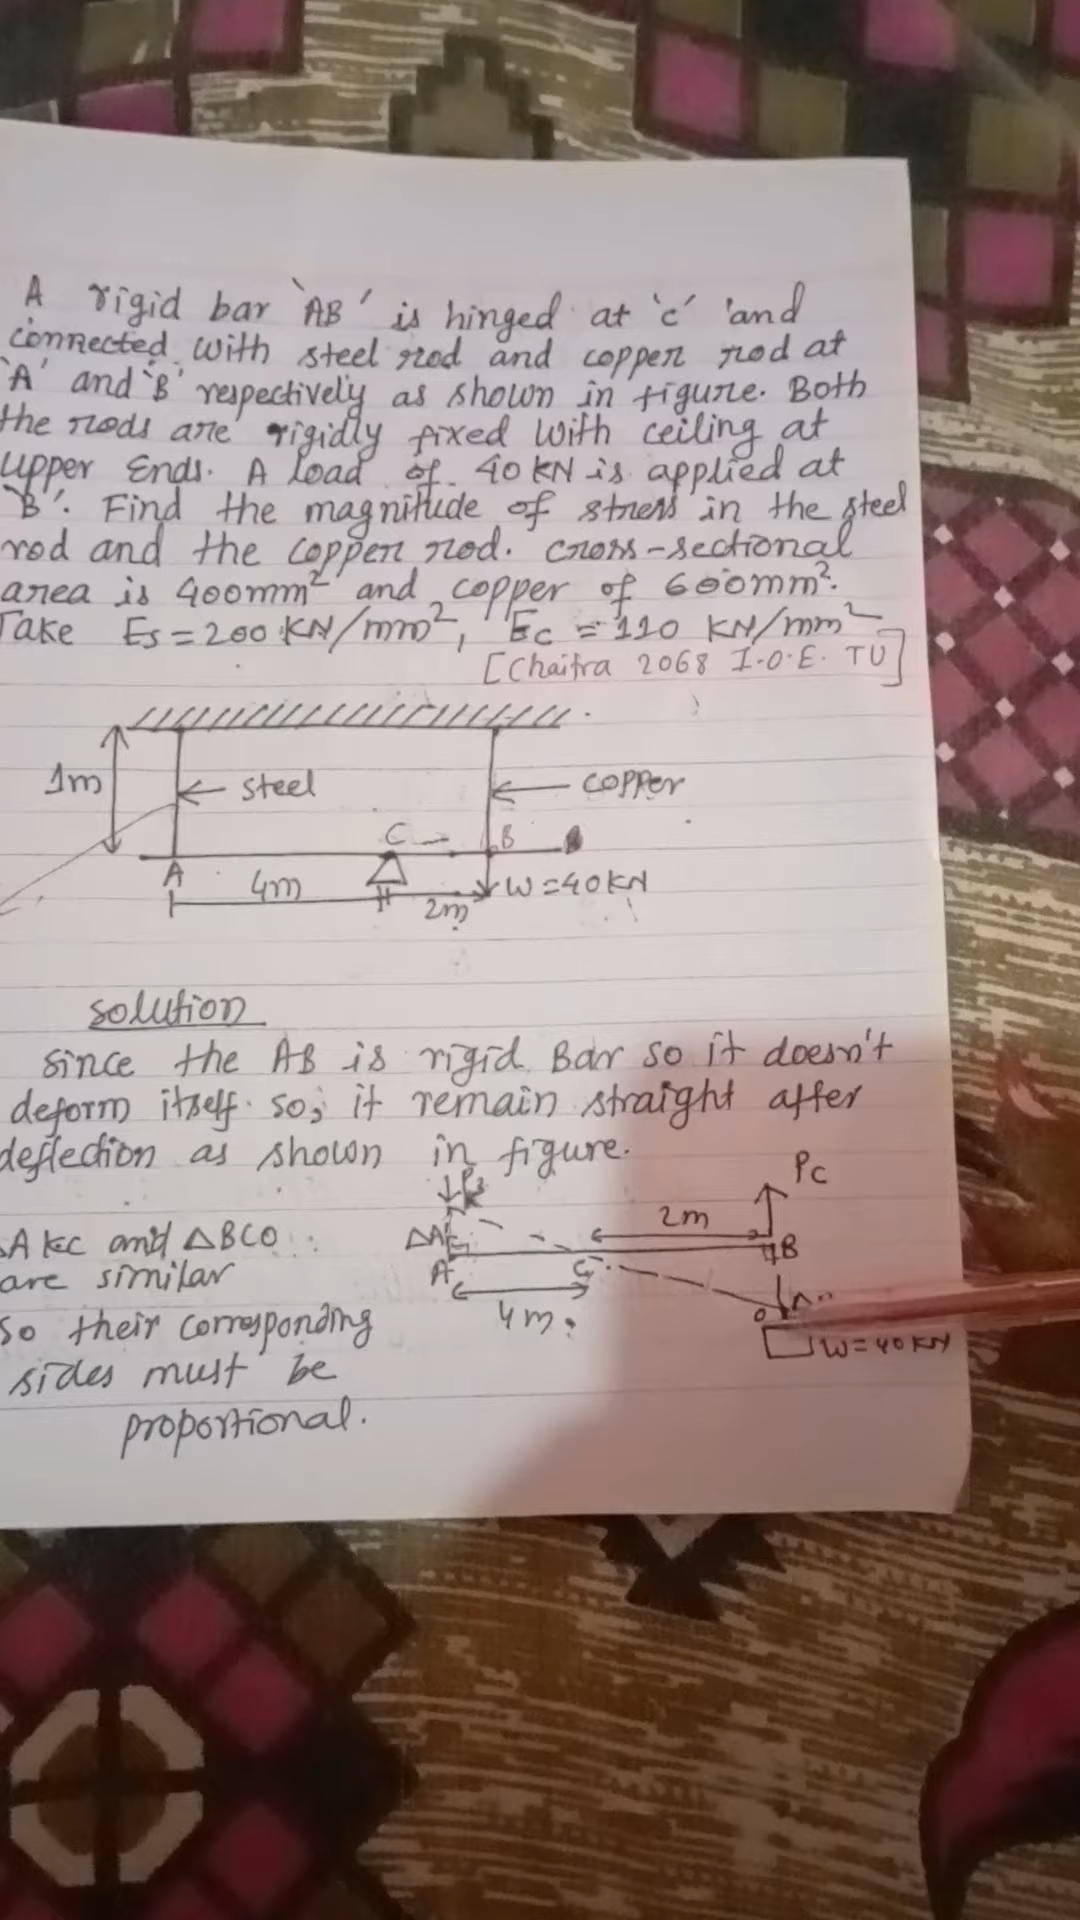 A rigid bar `AB' is hinged at `c' 'and
connected with steel rod and copper rod at
`A' and `B' respectively as shown in figure. Both
the rods are rigidly fixed with ceiling at
upper Ends. A load of 40 KN is applied at
`B'. Find the magnitude of stress in the steel
rod and the copper rod. cross-sectional
area is 400mm² and copper of 600mm².
Take Es = 200 KN/mm², Ec = 110 KN/mm²
[Chaitra 2068 I.O.E. TU]
1m
steel
copper
C
B
A
4m
2m
W = 40KN
solution
since the AB is rigid Bar so it doesn't
deform itself. so, it remain straight after
deflection as shown in figure.
Pc
2m
ΔAKC and ΔBCO
are similar
A
C
B
4m
so their corresponding
o
W = 40KN
sides must be
proportional.